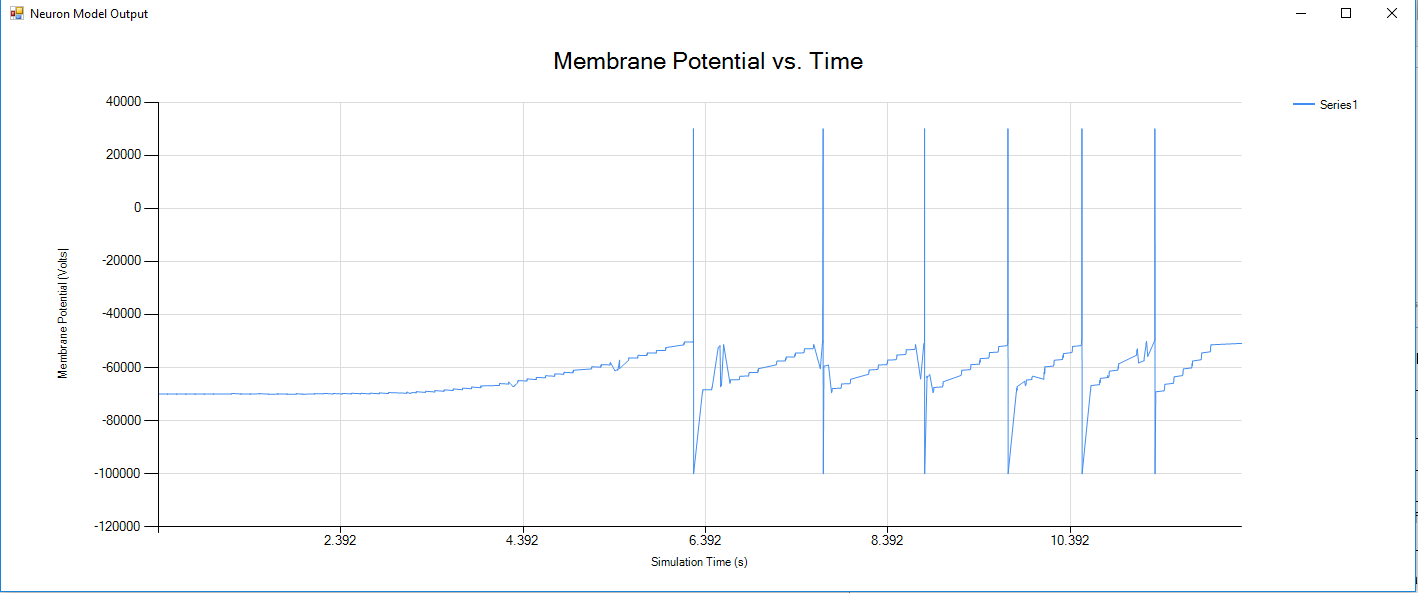 Neuron Model Output
Membrane Potential vs. Time
Series1
40000
20000
0
-20000
-40000
-60000
-80000
-100000
-120000
Membrane Potential (Volts|
2.392 4.392 6.392 8.392 10.392
Simulation Time (s)